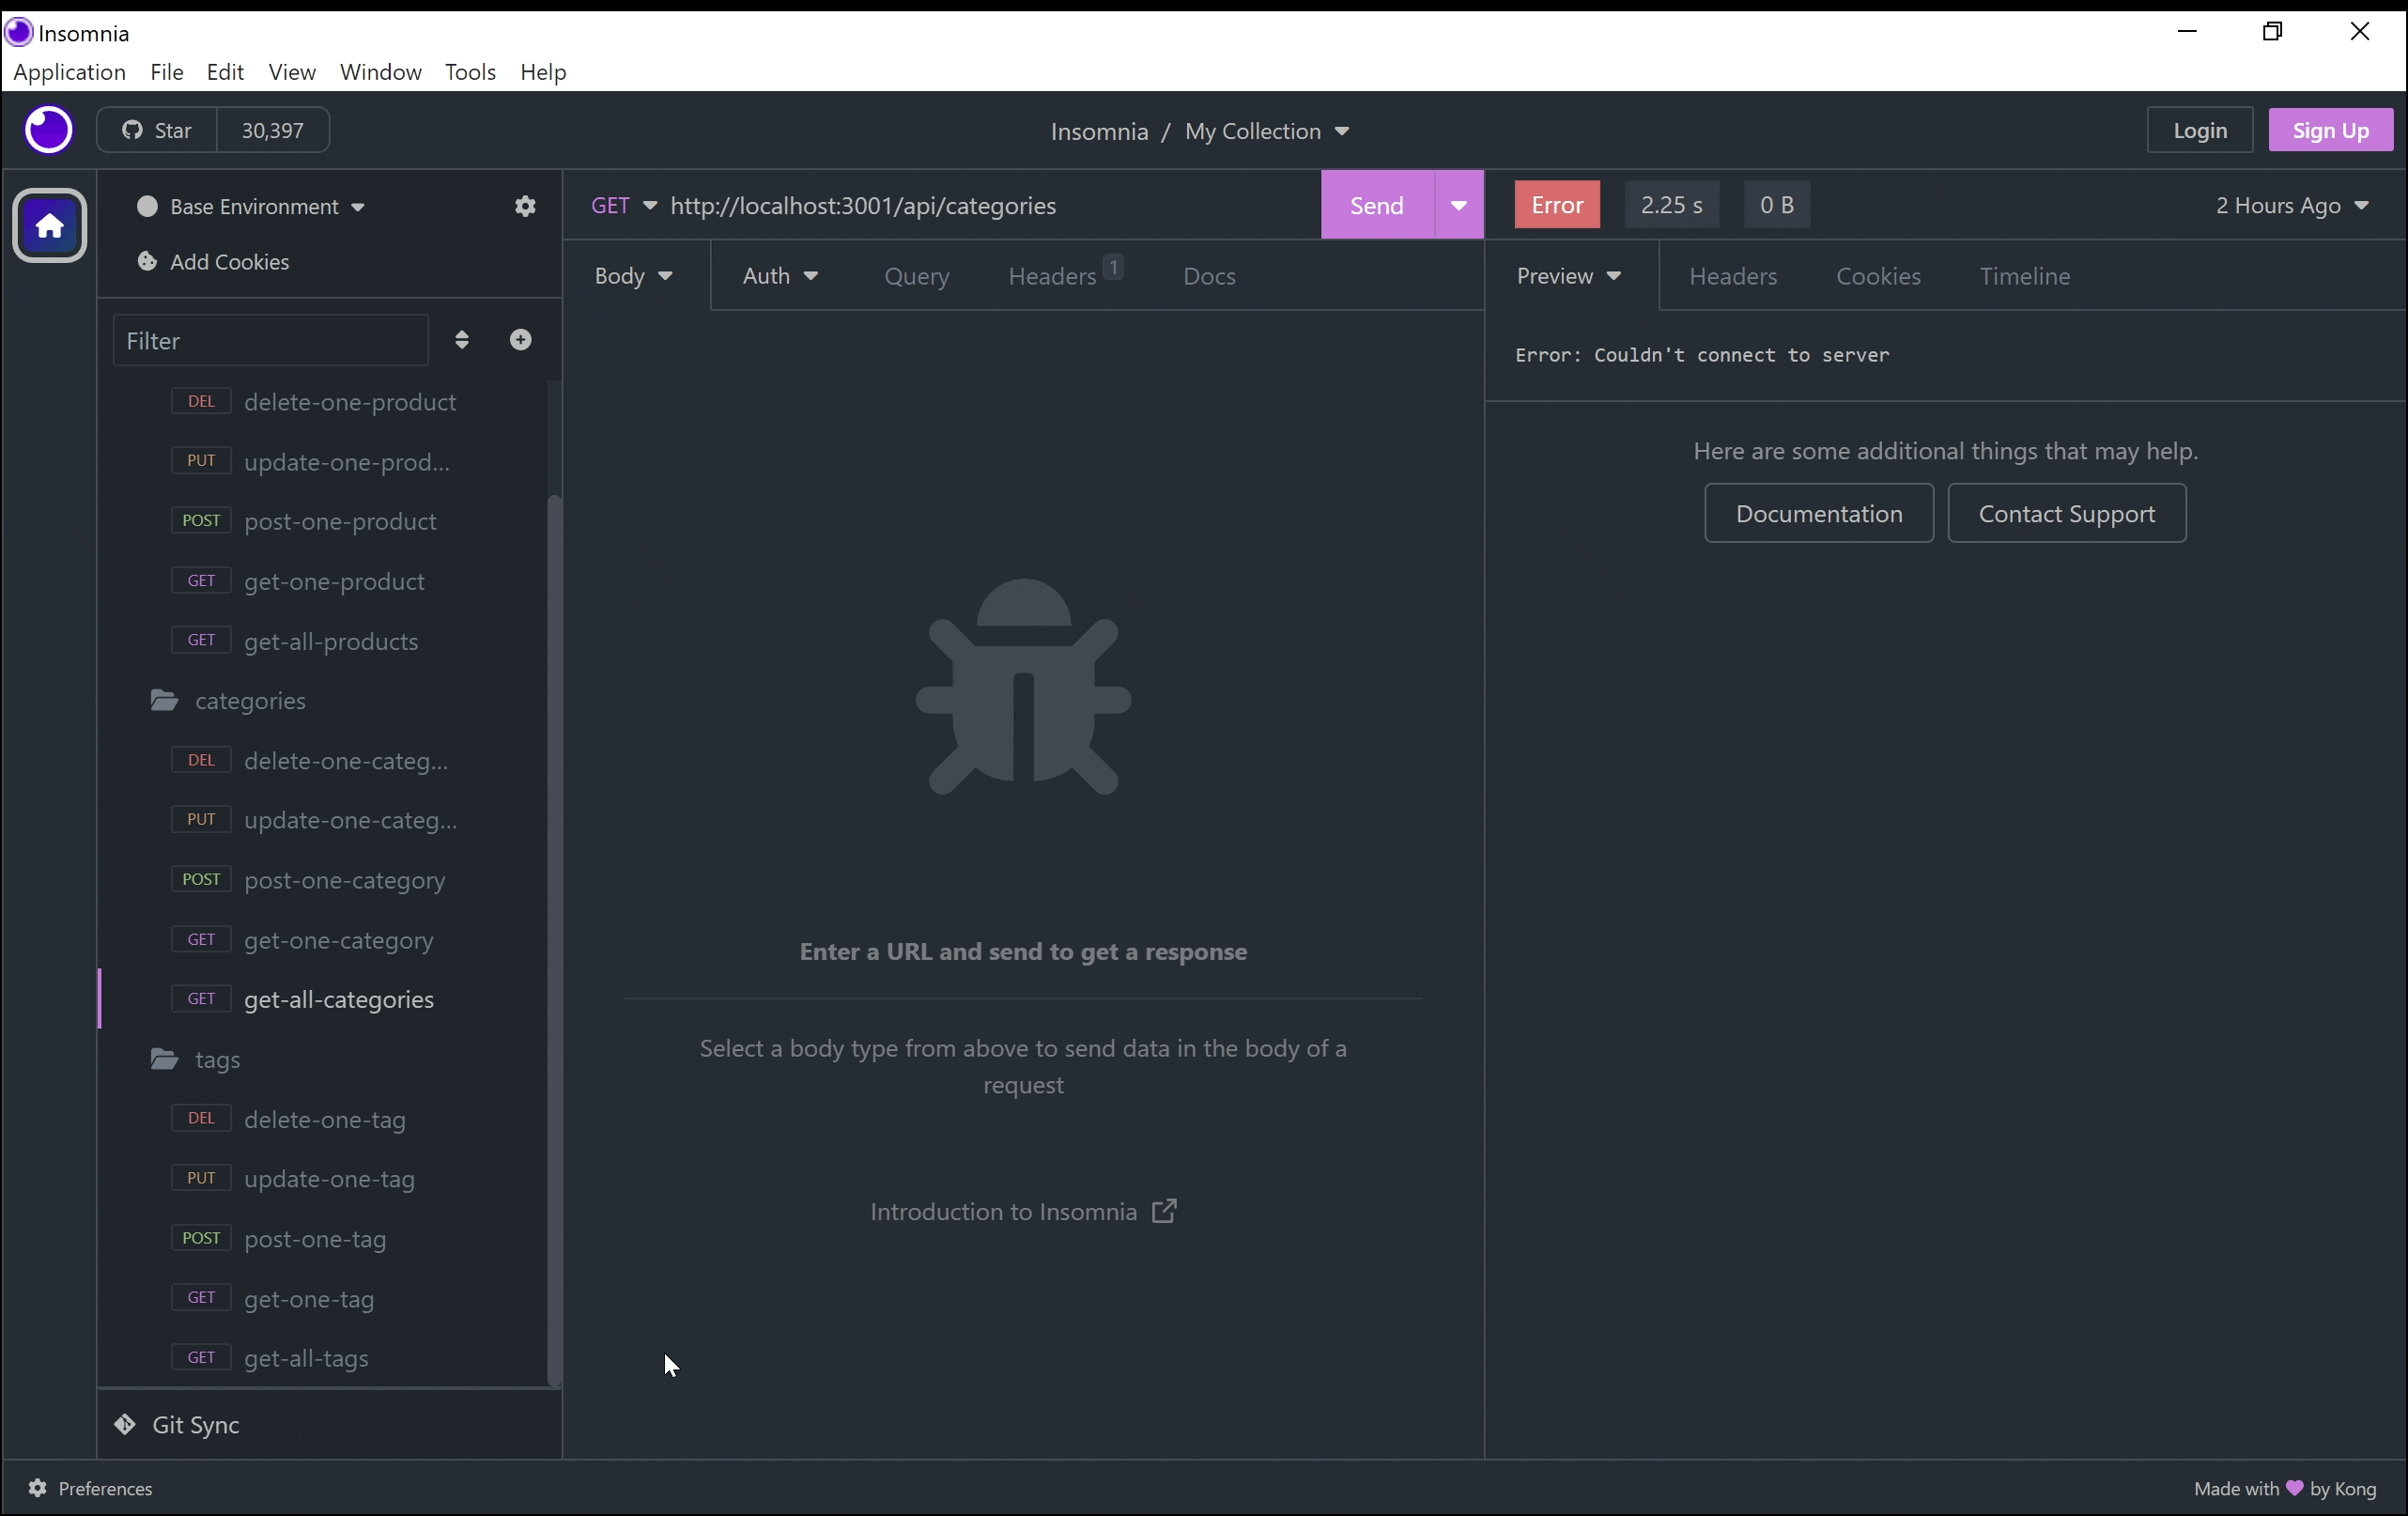 Insomnia
Application File Edit View Window Tools Help
Star 30,397
Insomnia / My Collection
Login Sign Up
Base Environment
Add Cookies
Filter
DEL delete-one-product
PUT update-one-prod...
POST post-one-product
GET get-one-product
GET get-all-products
categories
DEL delete-one-categ...
PUT update-one-categ...
POST post-one-category
GET get-one-category
GET get-all-categories
tags
DEL delete-one-tag
PUT update-one-tag
POST post-one-tag
GET get-one-tag
GET get-all-tags
Git Sync
GET http://localhost:3001/api/categories
Send
Body Auth Query Headers 1 Docs
Enter a URL and send to get a response
Select a body type from above to send data in the body of a
request
Introduction to Insomnia
Error 2.25 s 0 B 2 Hours Ago
Preview Headers Cookies Timeline
Error: Couldn't connect to server
Here are some additional things that may help.
Documentation Contact Support
Preferences
Made with 💜 by Kong